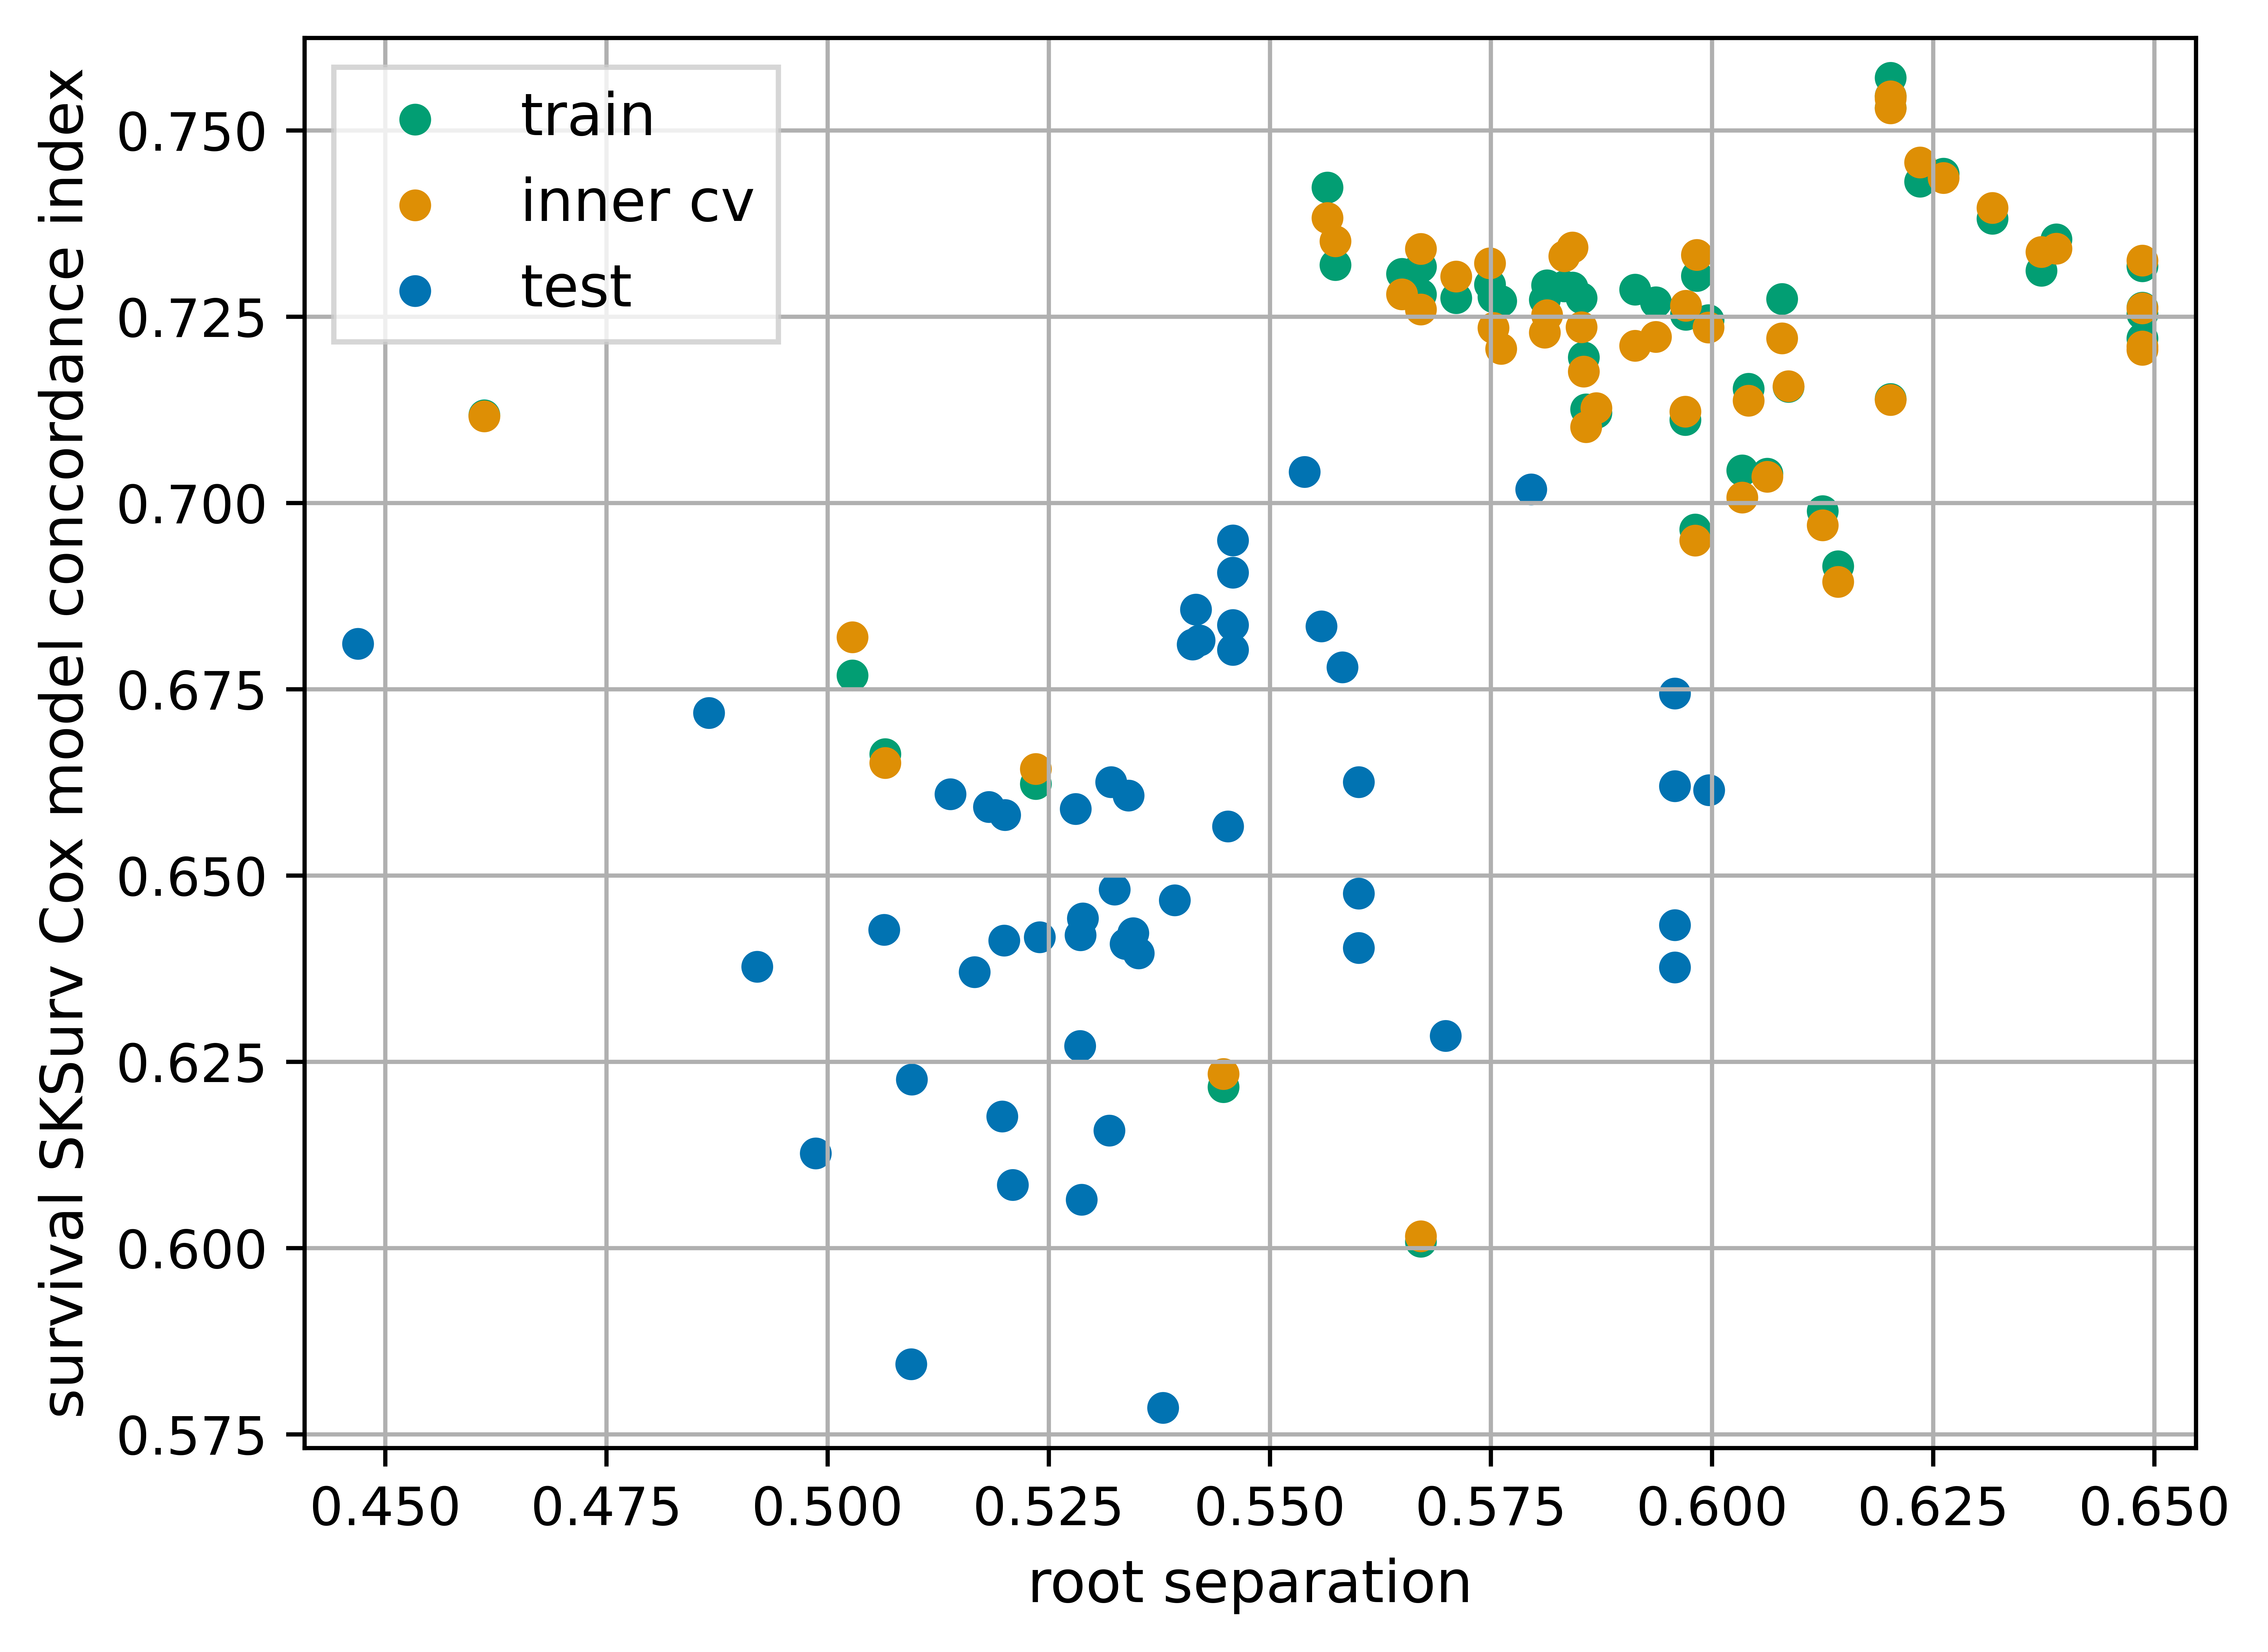 train
inner cv
test
survival SKSurv Cox model concordance index
0.750
0.725
0.700
0.675
0.650
0.625
0.600
0.575
0.450 0.475 0.500 0.525 0.550 0.575 0.600 0.625 0.650
root separation